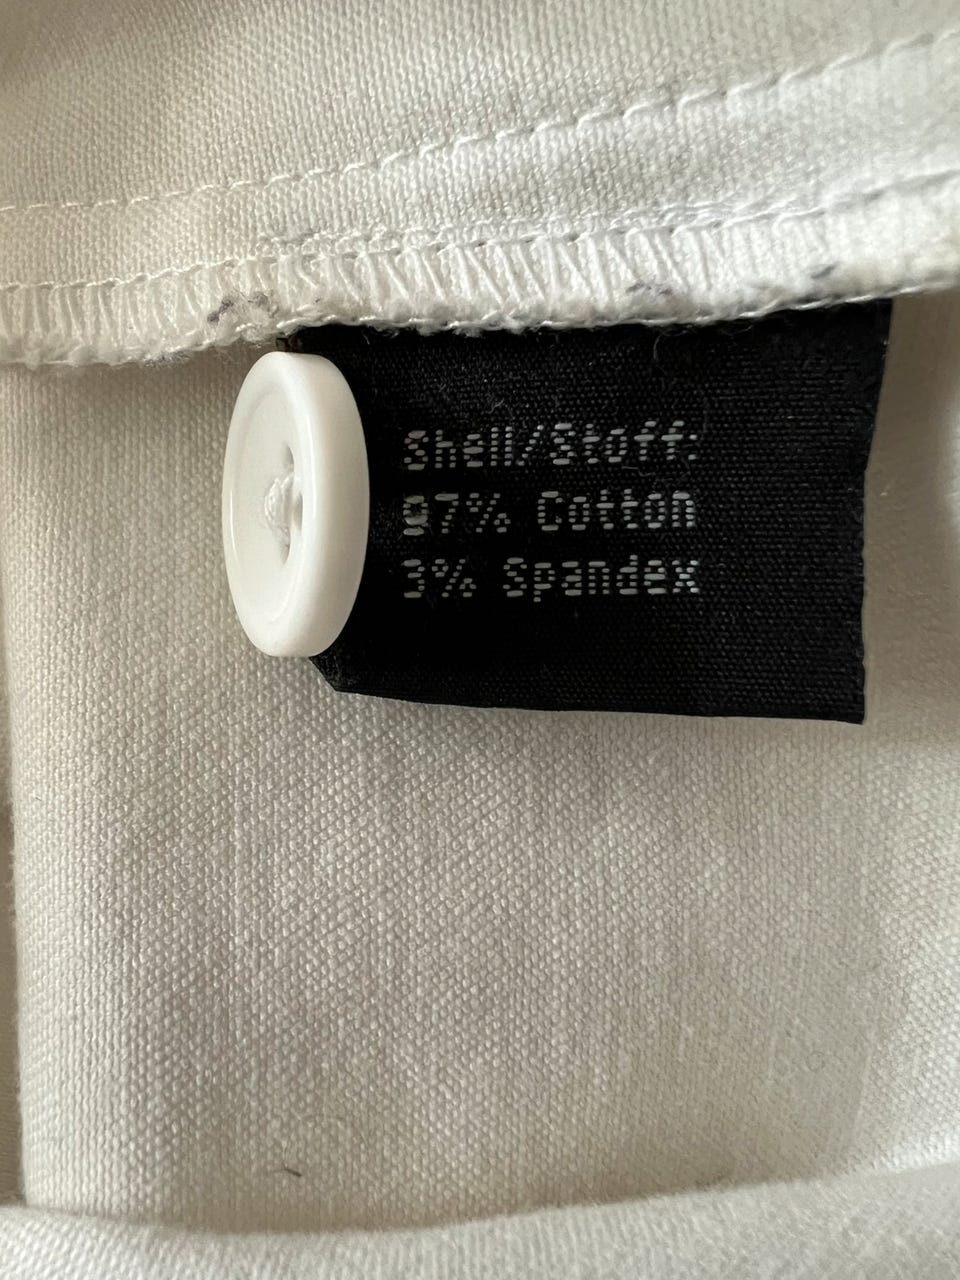 Shell/Stoff:
97% Cotton
3% Spandex